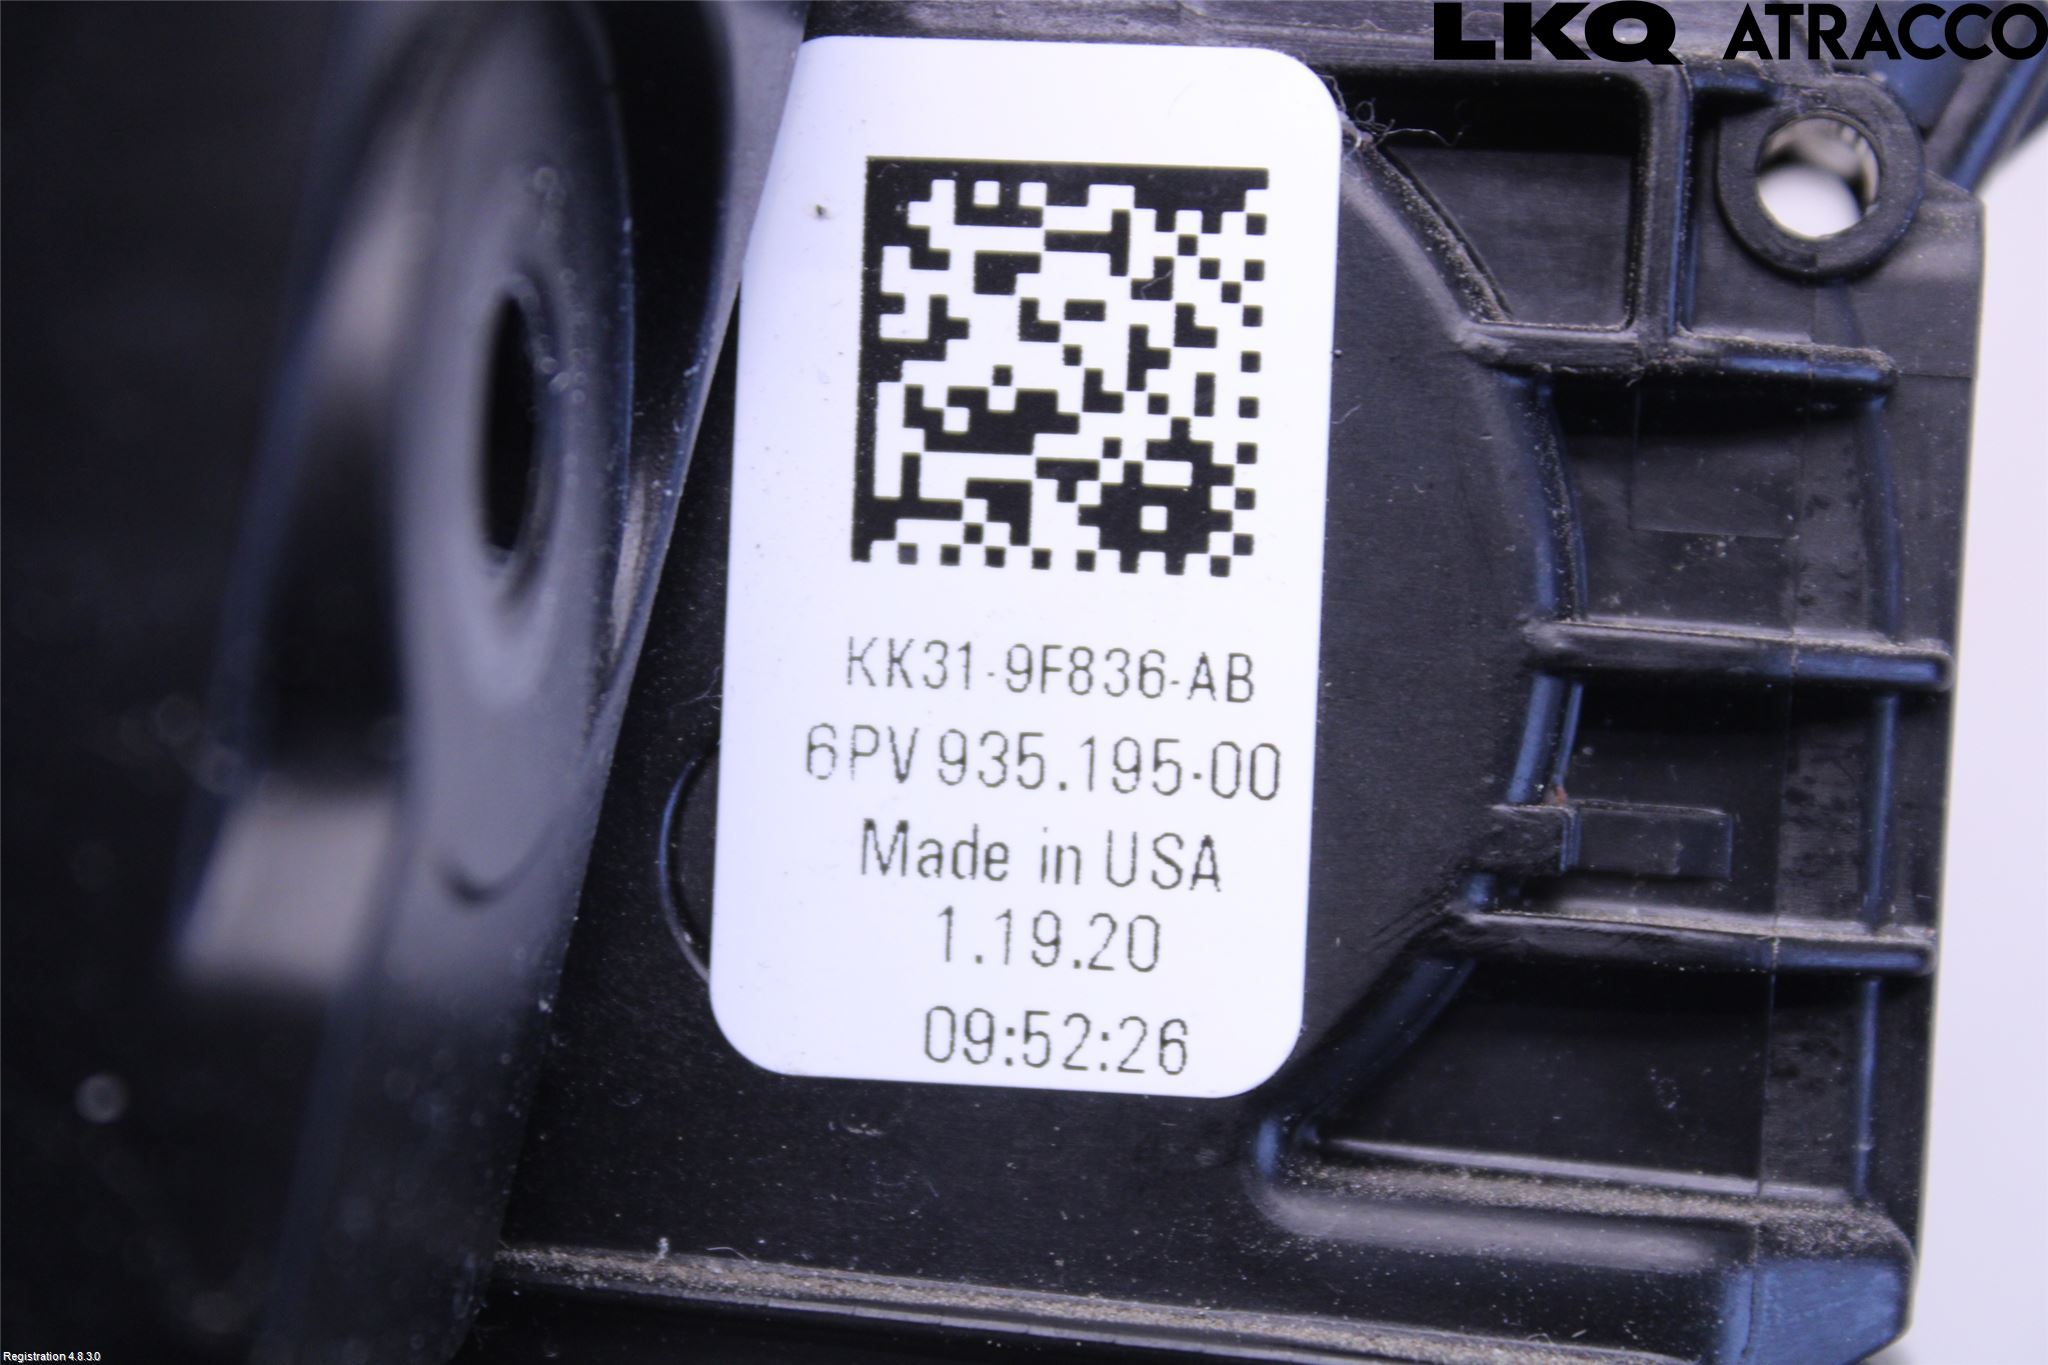 LKQ ATRACCO
KK31-9F836-AB
6PV 935.195-00
Made in USA
1.19.20
09:52:26
Registration 4.8.3.0